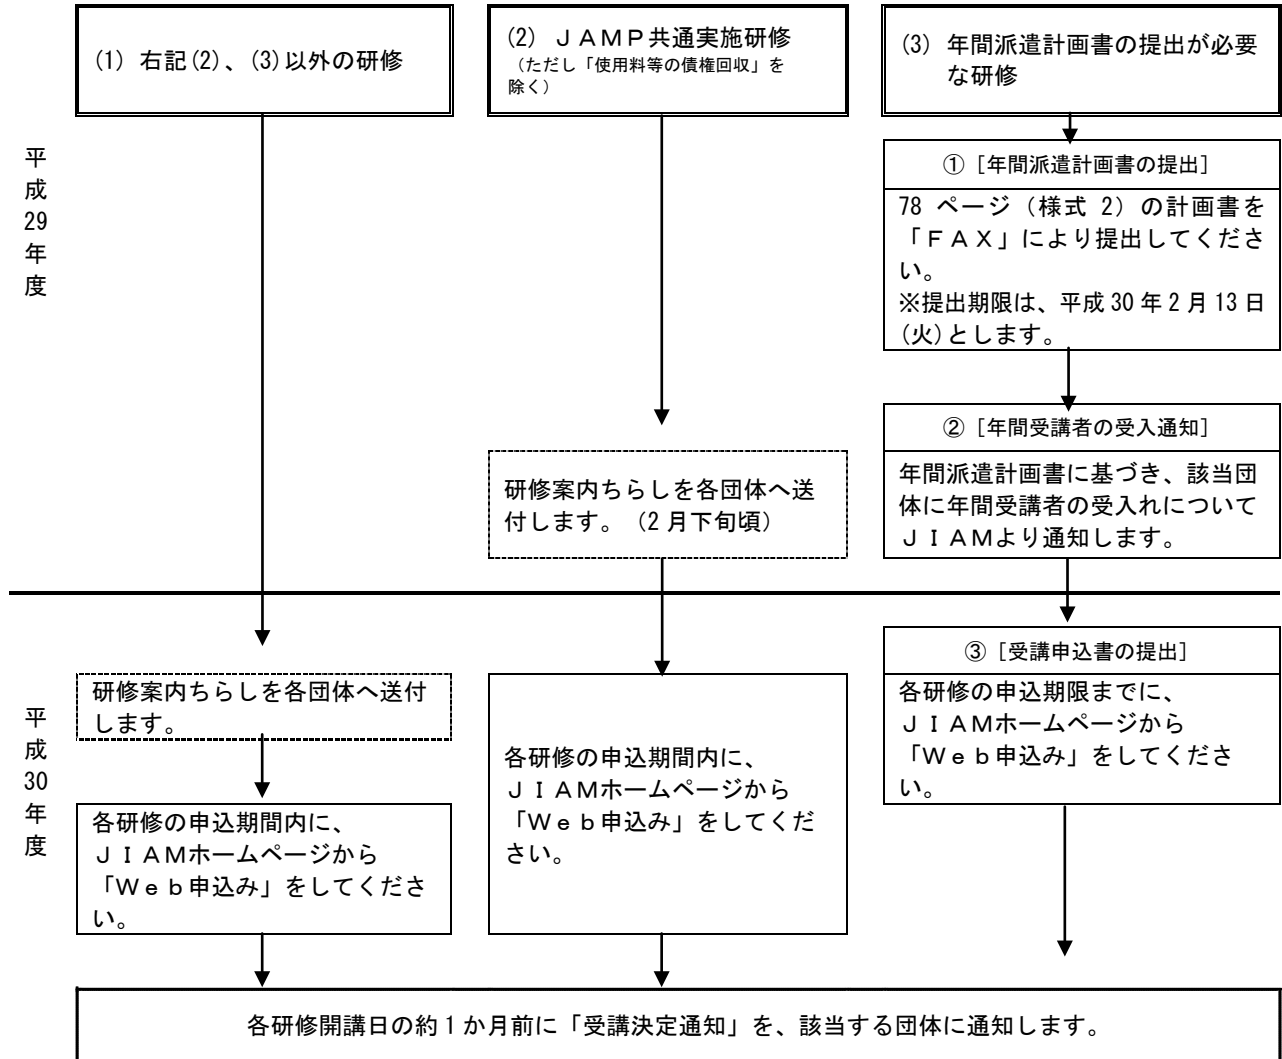 (1) 右記(2)、(3)以外の研修
(2) ＪＡＭＰ共通実施研修
（ただし「使用料等の債権回収」を
除く）
(3) 年間派遣計画書の提出が必要
な研修
平
成
29
年
度
① [年間派遣計画書の提出]
78 ページ（様式 2）の計画書を
「ＦＡＸ」により提出してくださ
い。
※提出期限は、平成 30 年 2 月 13 日
(火)とします。
② [年間受講者の受入通知]
年間派遣計画書に基づき、該当団
体に年間受講者の受入れについて
ＪＩＡＭより通知します。
研修案内ちらしを各団体へ送
付します。（2 月下旬頃）
平
成
30
年
度
研修案内ちらしを各団体へ送付
します。
各研修の申込期間内に、
ＪＩＡＭホームページから
「Ｗｅｂ申込み」をしてくださ
い。
各研修の申込期間内に、
ＪＩＡＭホームページから
「Ｗｅｂ申込み」をしてくだ
さい。
③ [受講申込書の提出]
各研修の申込期限までに、
ＪＩＡＭホームページから
「Ｗｅｂ申込み」をしてくださ
い。
各研修開講日の約１か月前に「受講決定通知」を、該当する団体に通知します。